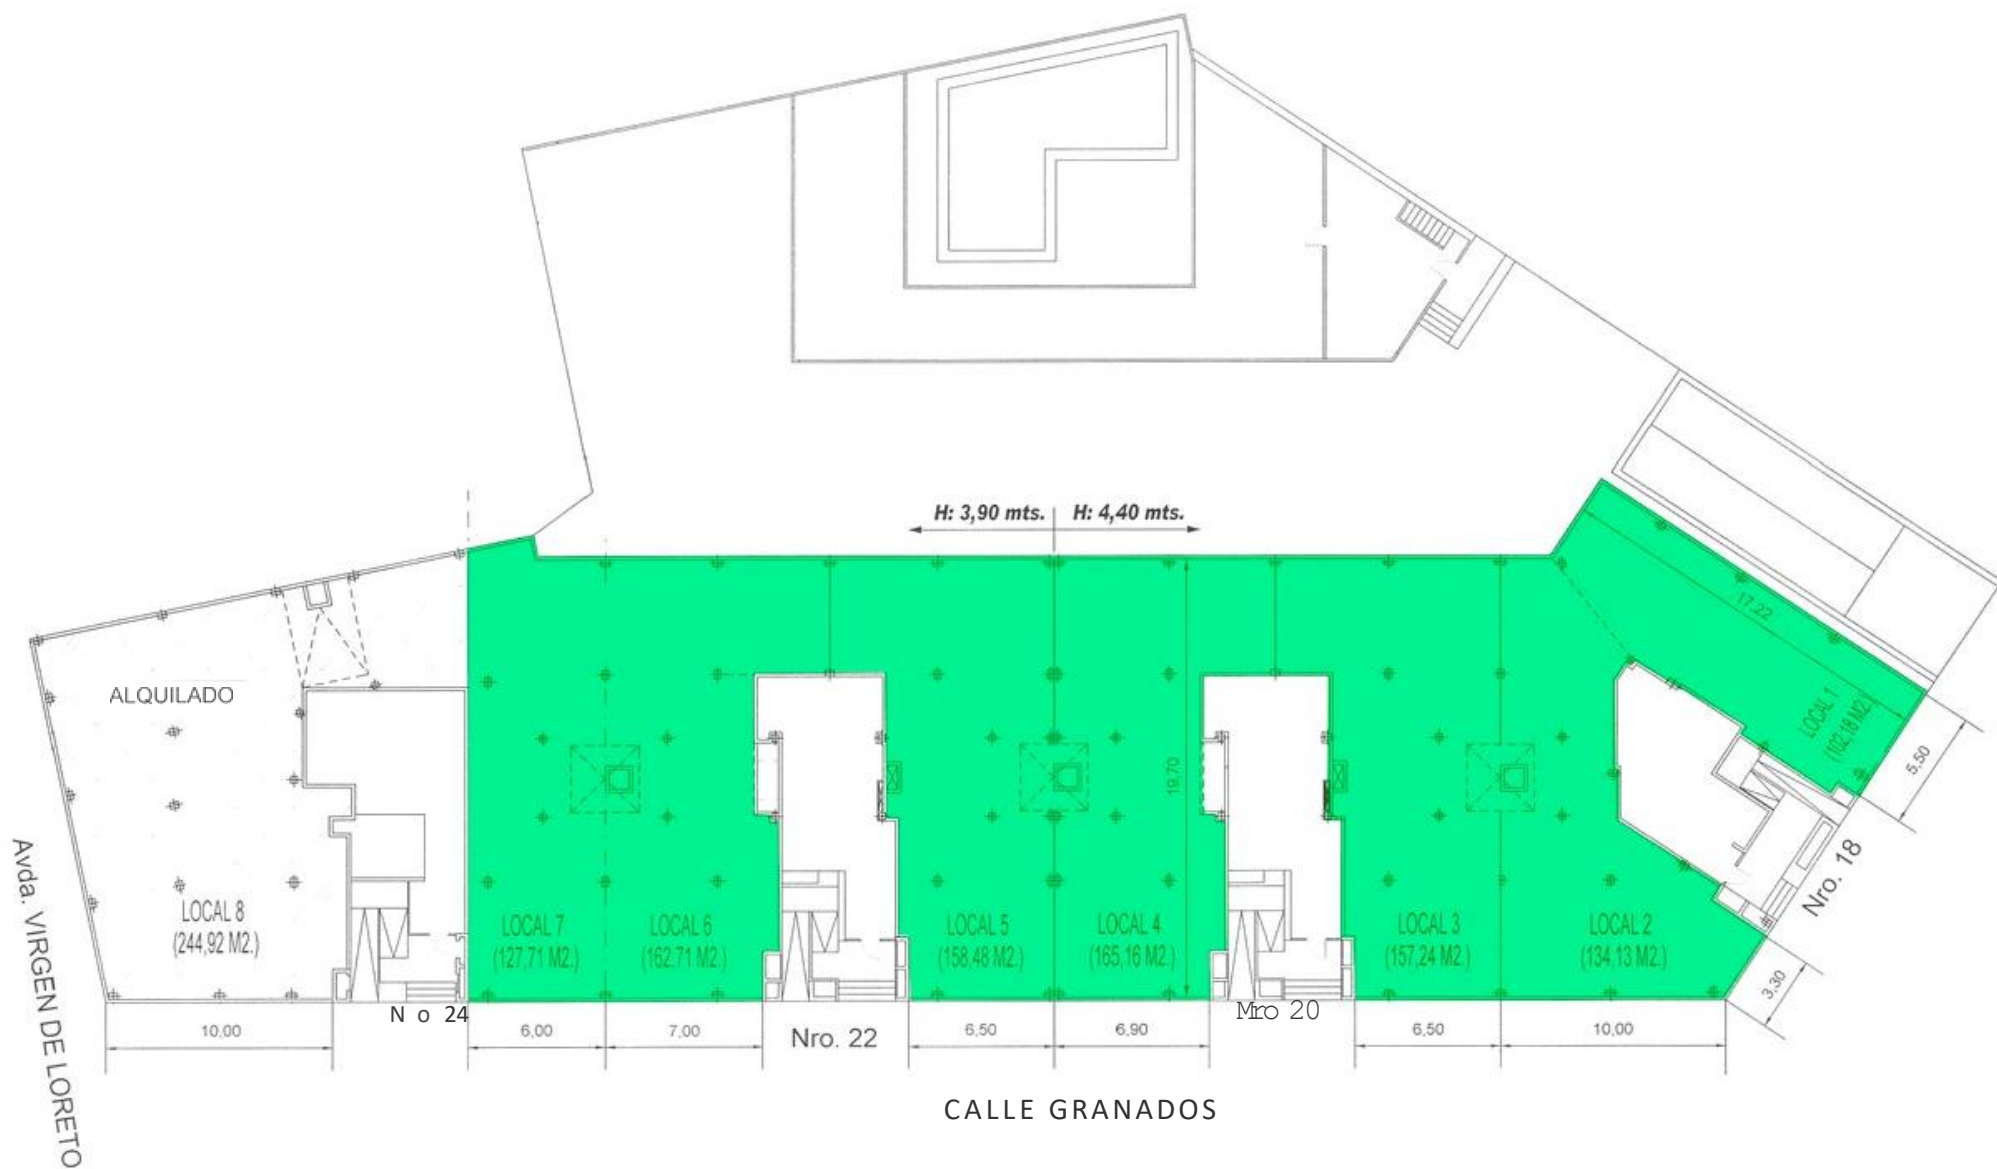 H: 3,90 mts. H: 4,40 mts.
17,22
LOCAL 1
(102,18 M2.)
5,50
ALQUILADO
19,70
Avda. VIRGEN DE LORETO
LOCAL 8
(244,92 M2.)
LOCAL 7
(127,71 M2.)
LOCAL 6
(162,71 M2.)
LOCAL 5
(158,48 M2.)
LOCAL 4
(165,16 M2.)
LOCAL 3
(157,24 M2.)
LOCAL 2
(134,13 M2.)
Nro. 18
3,30
N o 24
Nro. 22
Mro 20
10,00
6,00
7,00
6,50
6,90
6,50
10,00
CALLE GRANADOS